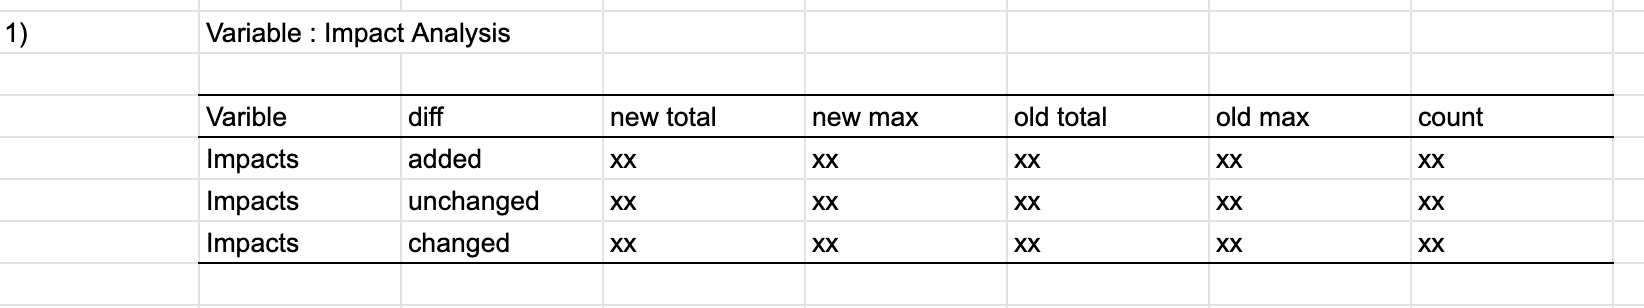 1) Variable : Impact Analysis
Varible diff new total new max old total old max count
Impacts added xx xx xx xx xx
Impacts unchanged xx xx xx xx xx
Impacts changed xx xx xx xx xx